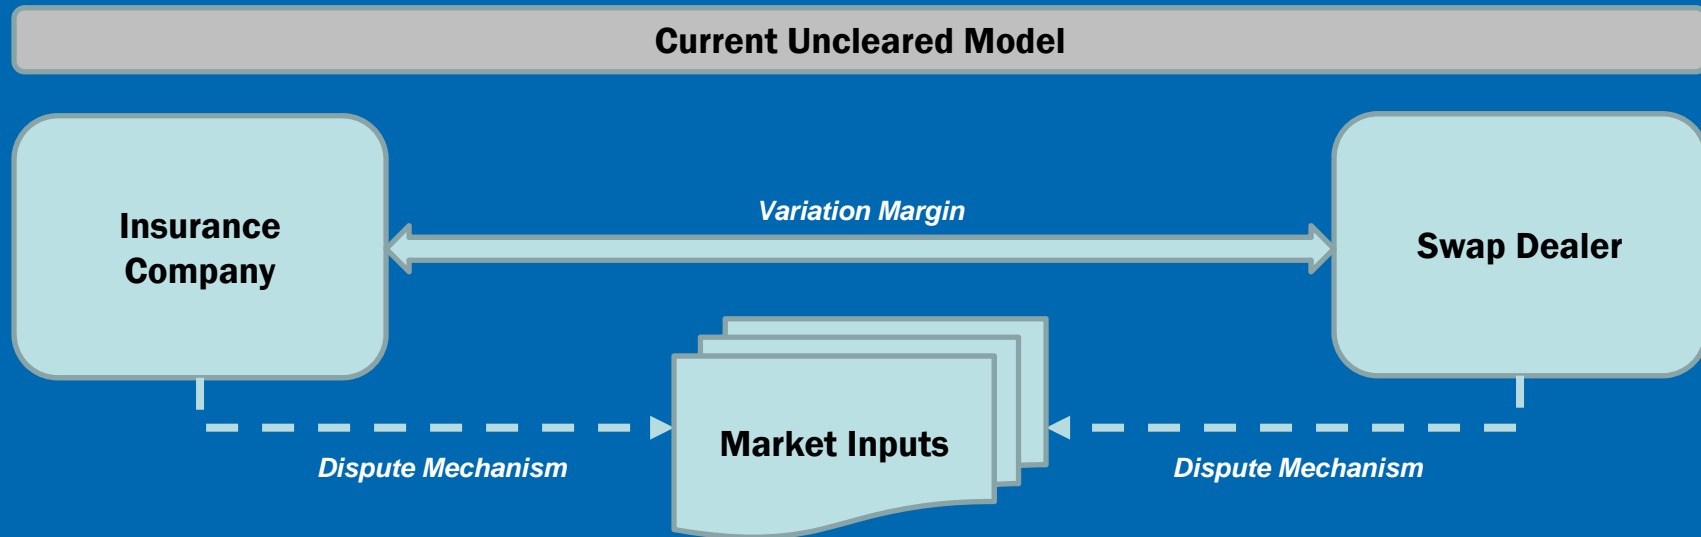 Current Uncleared Model
Insurance
Company
Variation Margin
Swap Dealer
Market Inputs
Dispute Mechanism
Dispute Mechanism